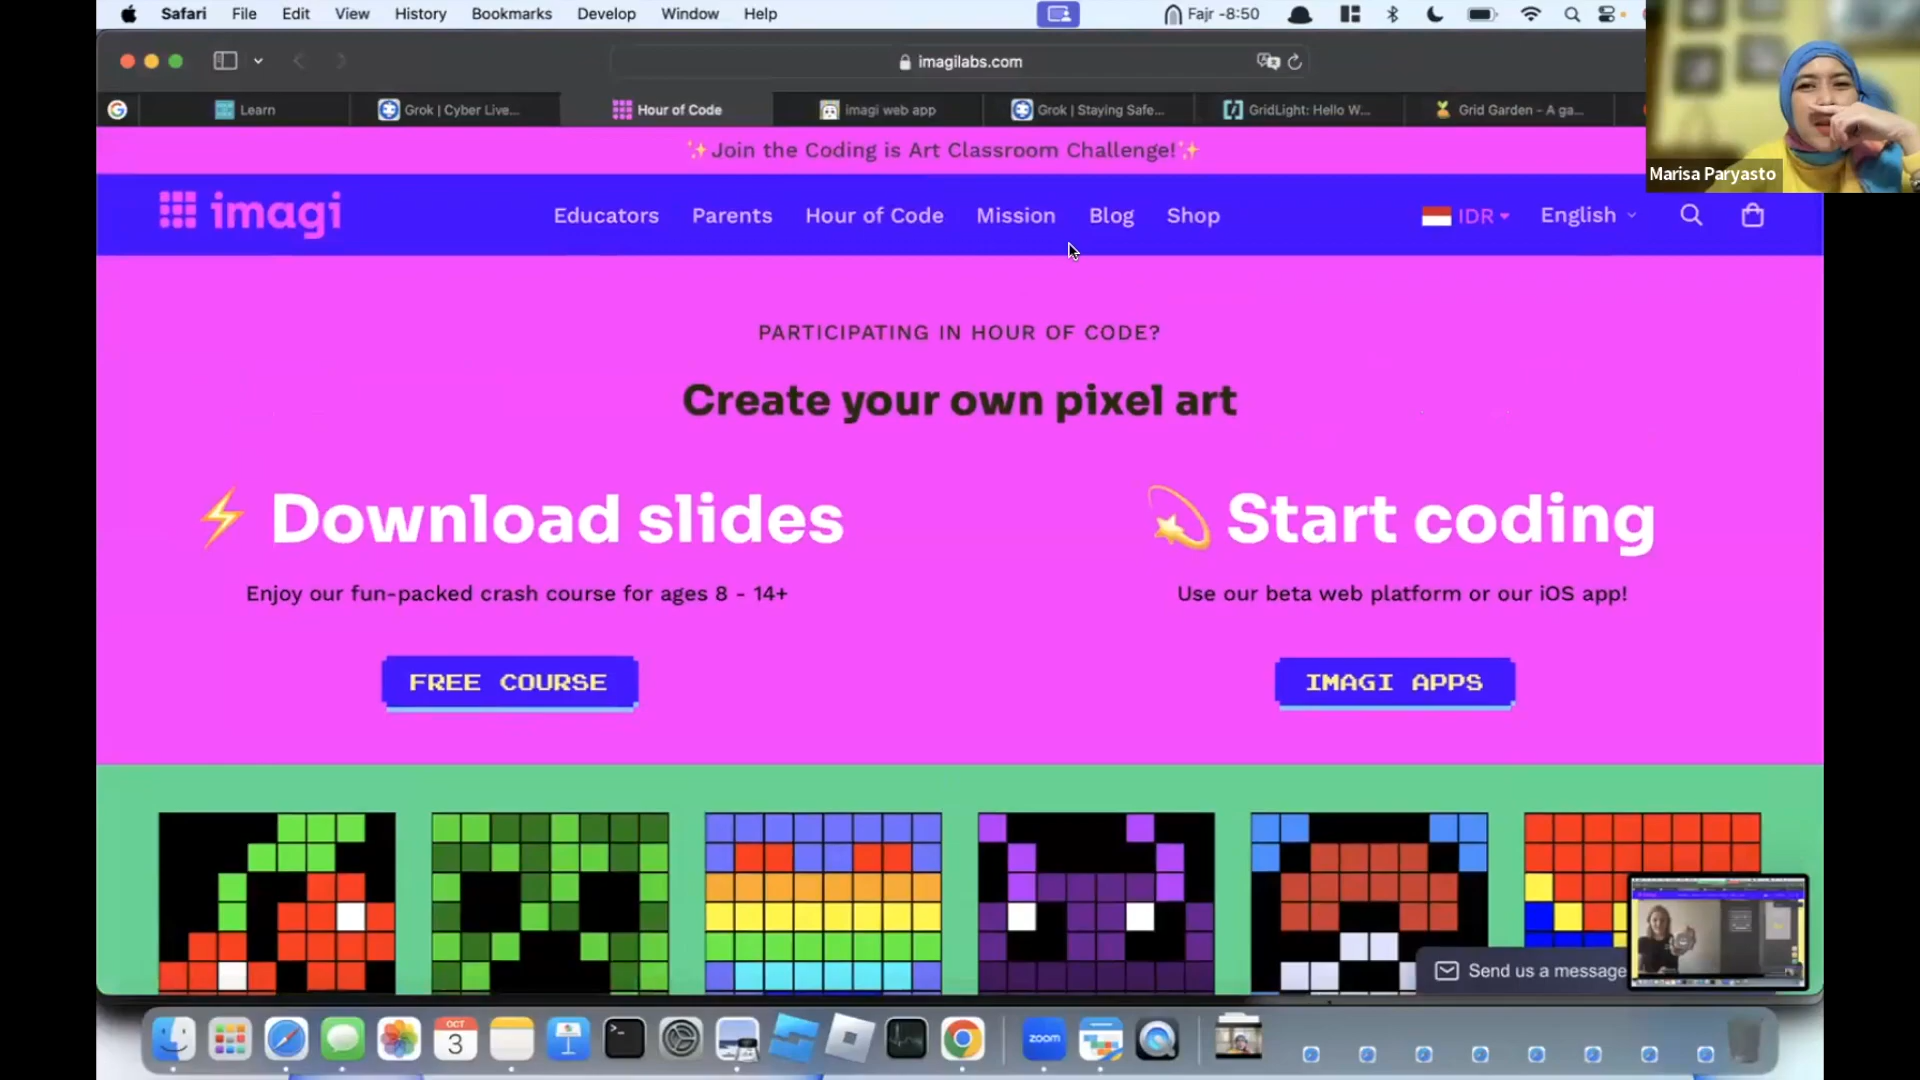 Safari File Edit View History Bookmarks Develop Window Help Fajr -8:50
imagilabs.com
Learn Grok | Cyber Live... Hour of Code imagi web app Grok | Staying Safe... GridLight: Hello W... Grid Garden – A ga...
✨Join the Coding is Art Classroom Challenge!✨
Marisa Paryasto
imagi Educators Parents Hour of Code Mission Blog Shop IDR English
PARTICIPATING IN HOUR OF CODE?
Create your own pixel art
⚡ Download slides
Enjoy our fun-packed crash course for ages 8 - 14+
FREE COURSE
💫 Start coding
Use our beta web platform or our iOS app!
IMAGI APPS
Send us a message
OCT
3
zoom